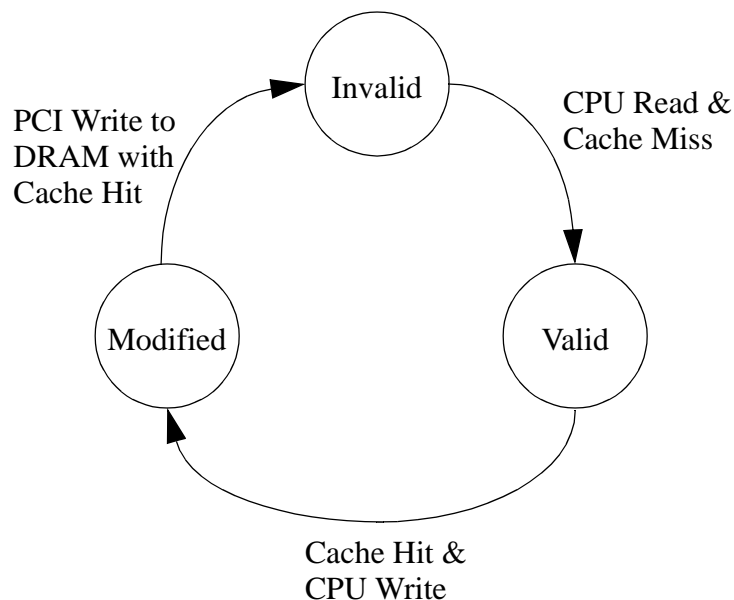 Invalid
CPU Read &
Cache Miss
PCI Write to
DRAM with
Cache Hit
Modified
Valid
Cache Hit &
CPU Write